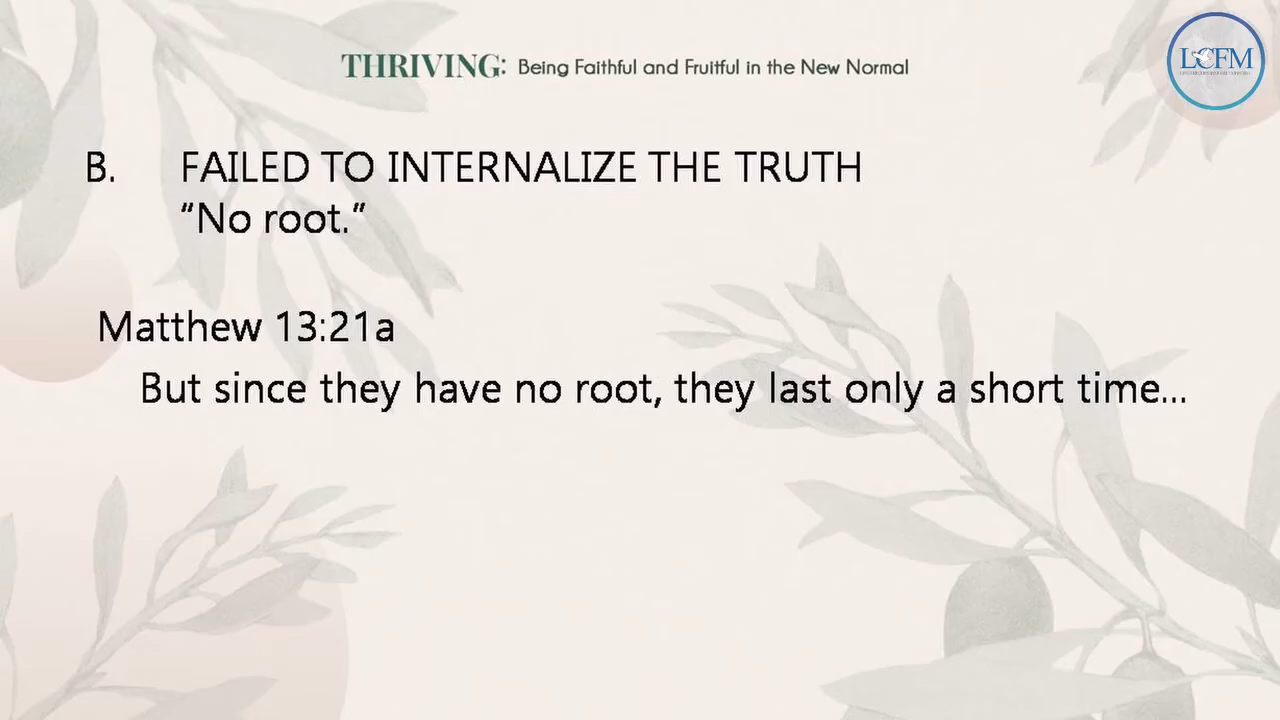 THRIVING: Being Faithful and Fruitful in the New Normal
LCFM
B. FAILED TO INTERNALIZE THE TRUTH
“No root.”
Matthew 13:21a
But since they have no root, they last only a short time...